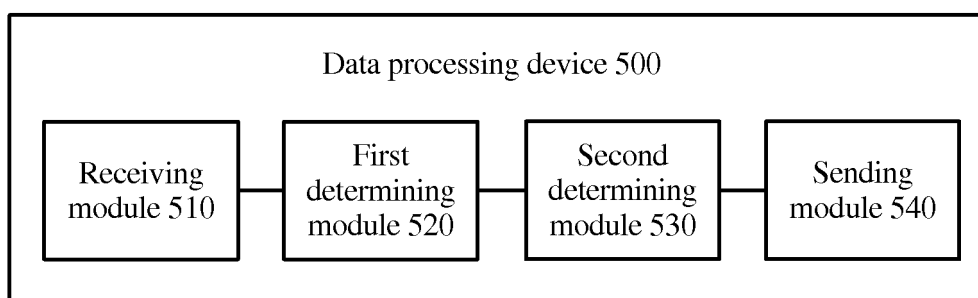 Data processing device 500
Receiving
module 510
First
determining
module 520
Second
determining
module 530
Sending
module 540